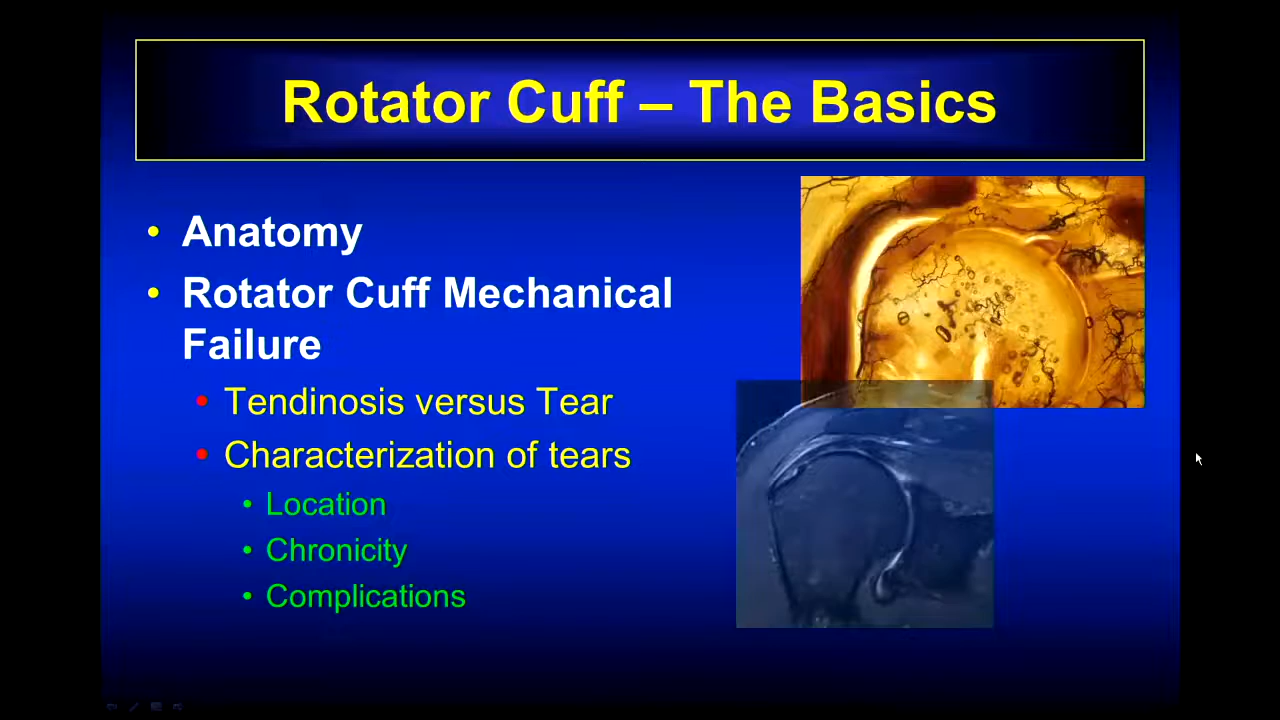 Rotator Cuff – The Basics
• Anatomy
• Rotator Cuff Mechanical
Failure
• Tendinosis versus Tear
• Characterization of tears
• Location
• Chronicity
• Complications